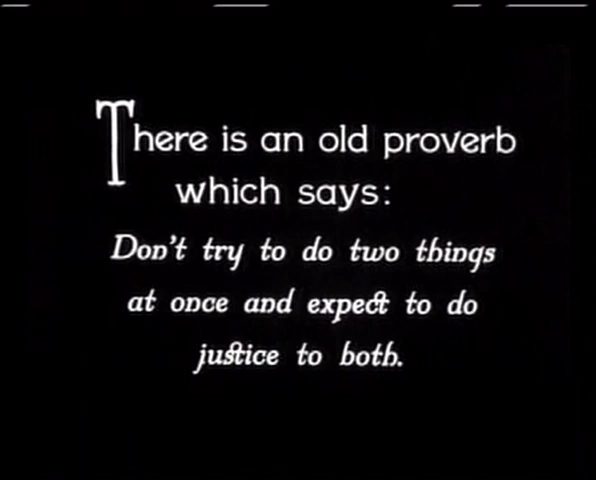 There is an old proverb
which says:
Don't try to do two things
at once and expect to do
justice to both.